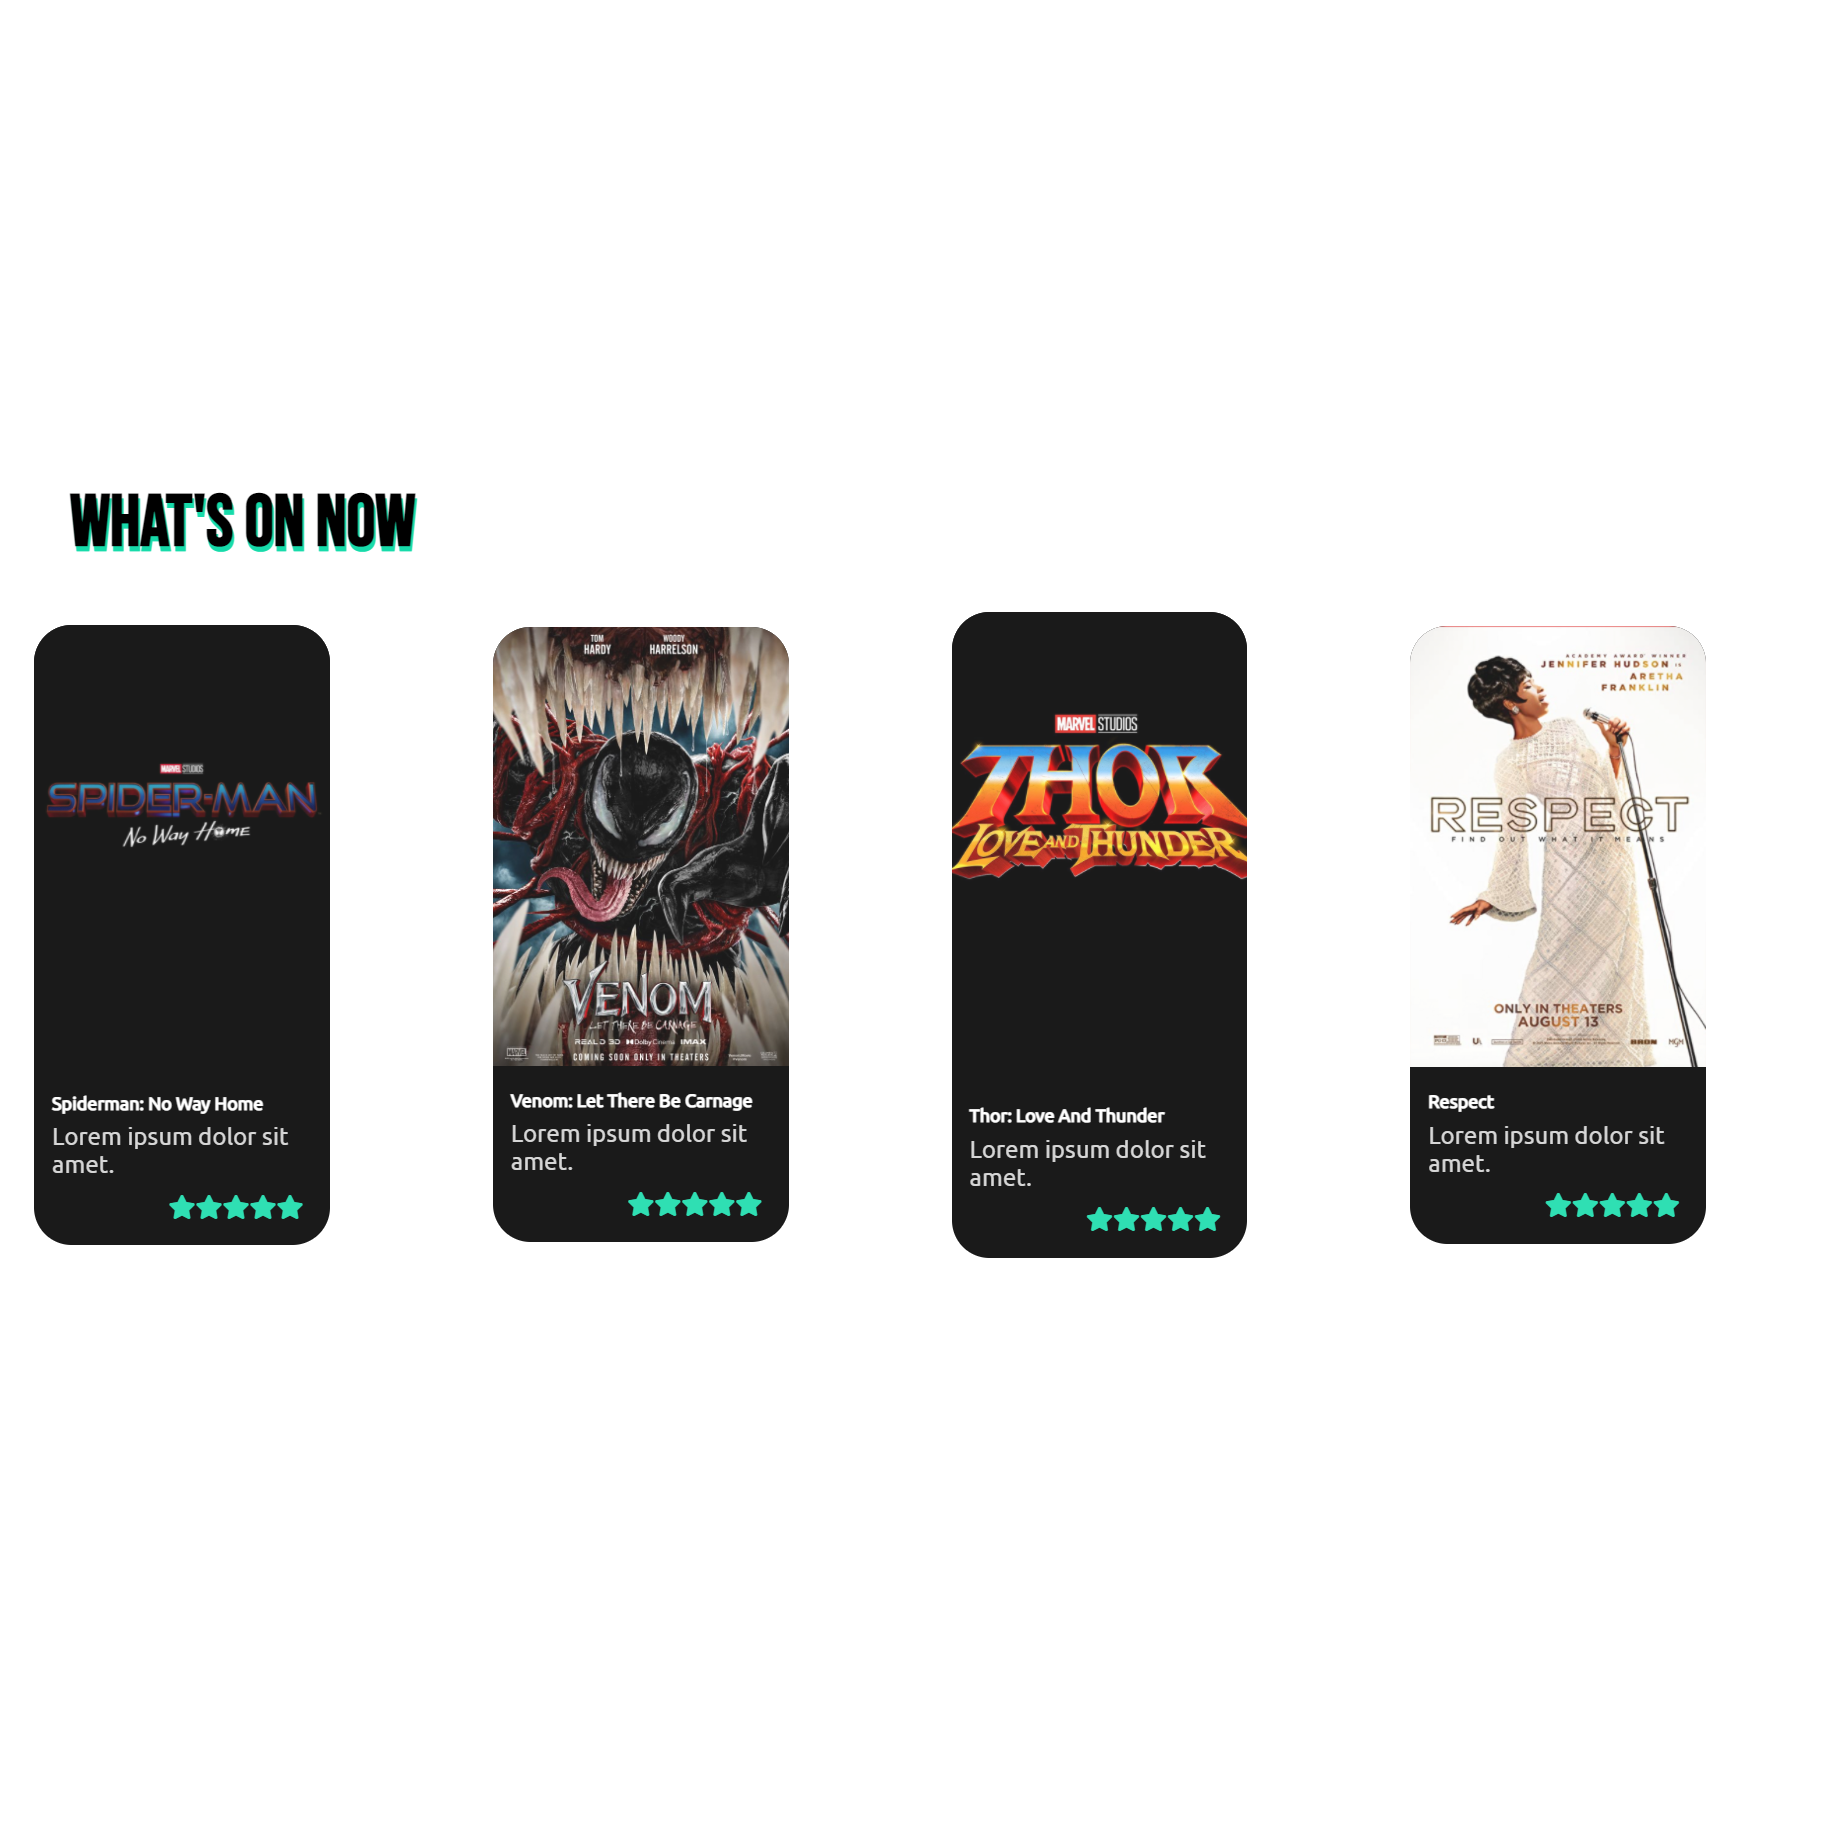 WHAT'S ON NOW
MARVEL STUDIOS
SPIDER-MAN
No Way Home
Spiderman: No Way Home
Lorem ipsum dolor sit
amet.
TOM
HARDY
WOODY
HARRELSON
VENOM
LET THERE BE CARNAGE
REALD 3D Dolby Cinema IMAX
MARVEL
COMING SOON ONLY IN THEATERS
Venom: Let There Be Carnage
Lorem ipsum dolor sit
amet.
MARVEL STUDIOS
THOR
LOVE AND THUNDER
Thor: Love And Thunder
Lorem ipsum dolor sit
amet.
ACADEMY AWARD WINNER
JENNIFER HUDSON IS
ARETHA
FRANKLIN
RESPECT
FIND OUT WHAT IT MEANS
ONLY IN THEATERS
AUGUST 13
BRON
MGM
Respect
Lorem ipsum dolor sit
amet.